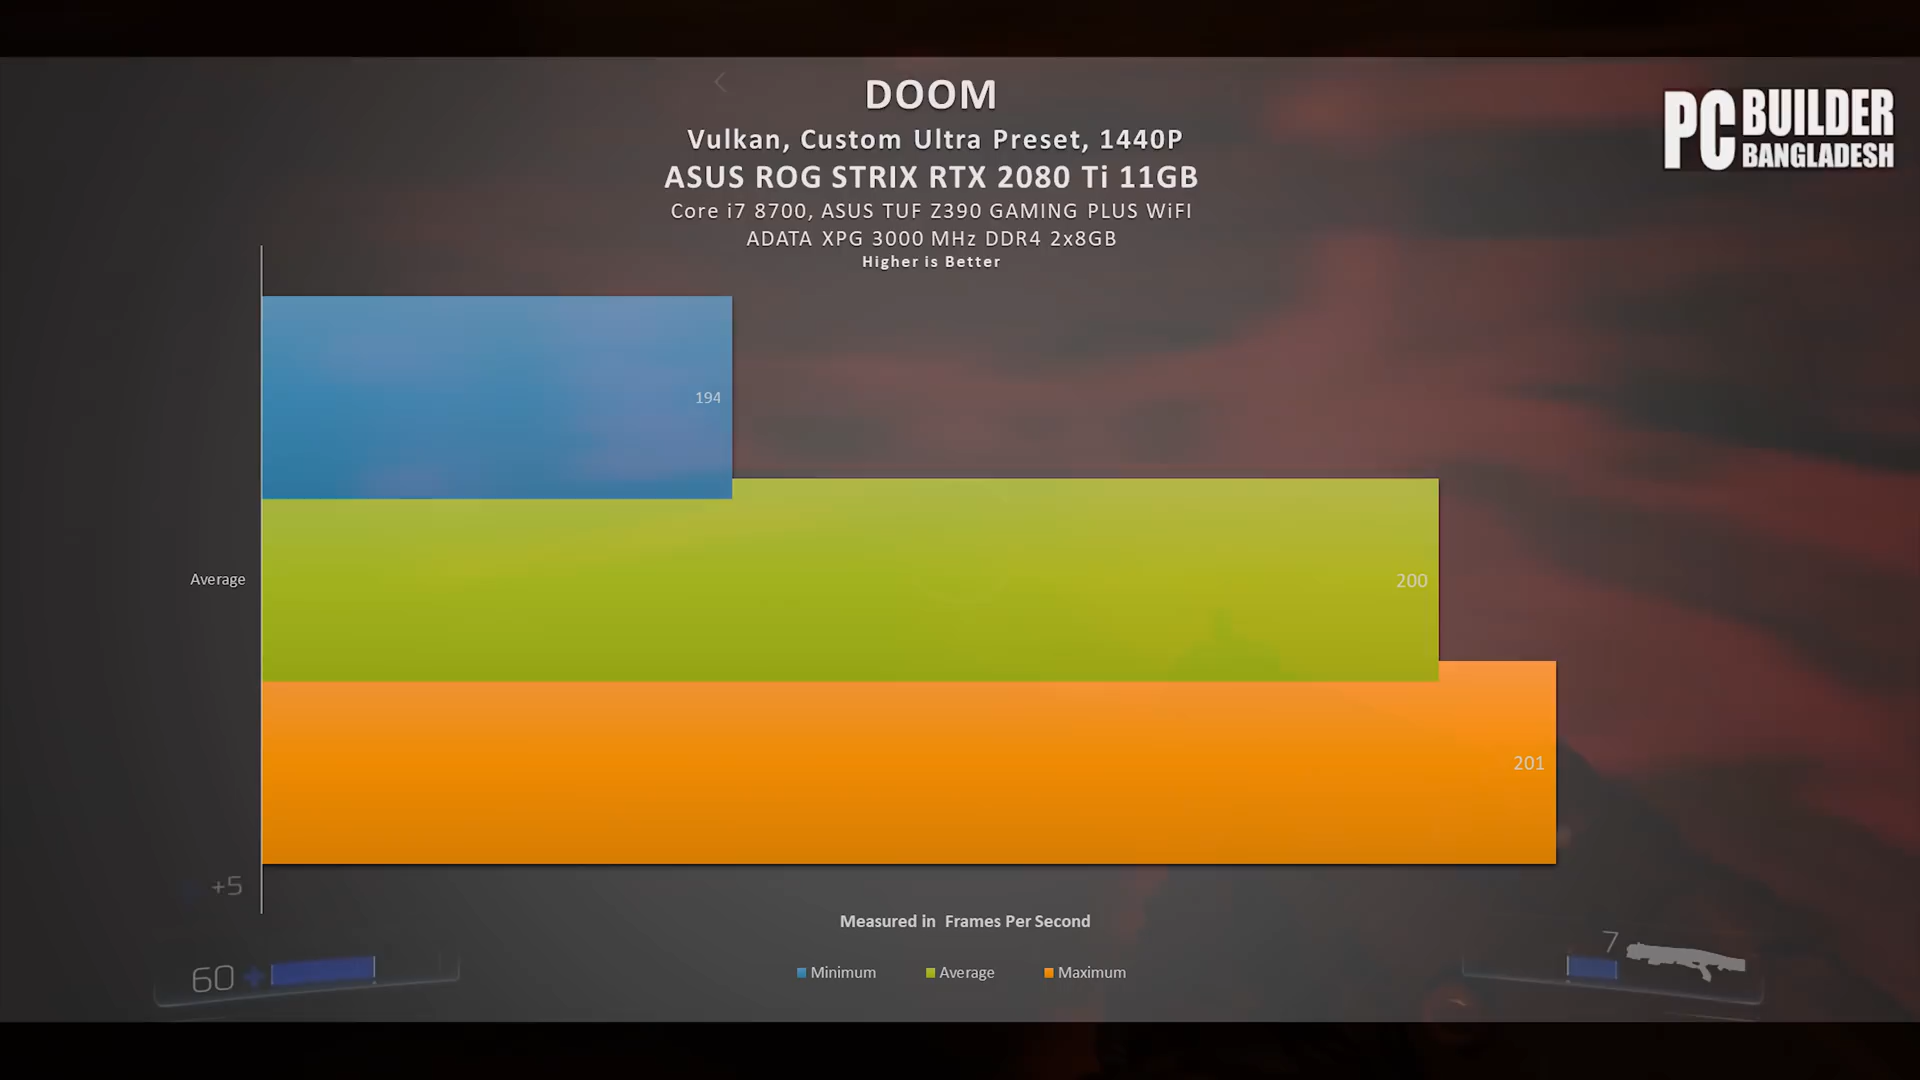 DOOM
Vulkan, Custom Ultra Preset, 1440P
ASUS ROG STRIX RTX 2080 Ti 11GB
Core i7 8700, ASUS TUF Z390 GAMING PLUS WiFI
ADATA XPG 3000 MHz DDR4 2x8GB
Higher is Better
PC BUILDER
BANGLADESH
194
Average
200
201
+5
Measured in  Frames Per Second
60
7
Minimum
Average
Maximum